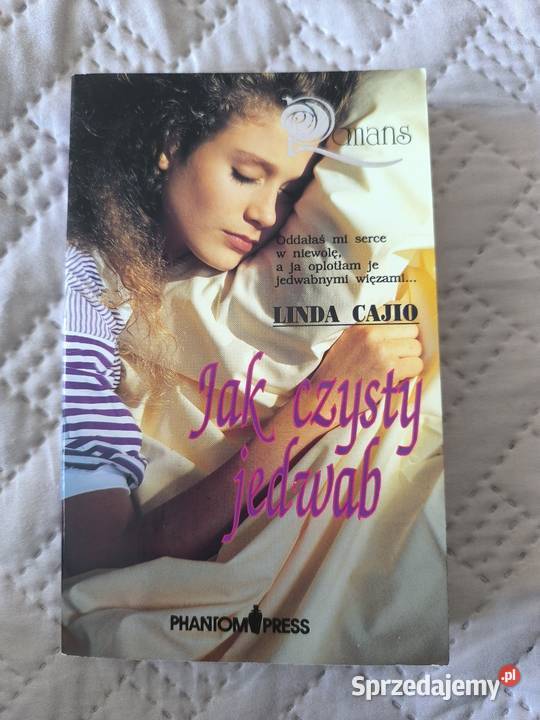 Romans
Oddałaś mi serce
w niewolę,
a ja oplotłam je
jedwabnymi więzami...
LINDA CAJIO
Jak czysty
jedwab
PHANTOM PRESS
Sprzedajemy.pl